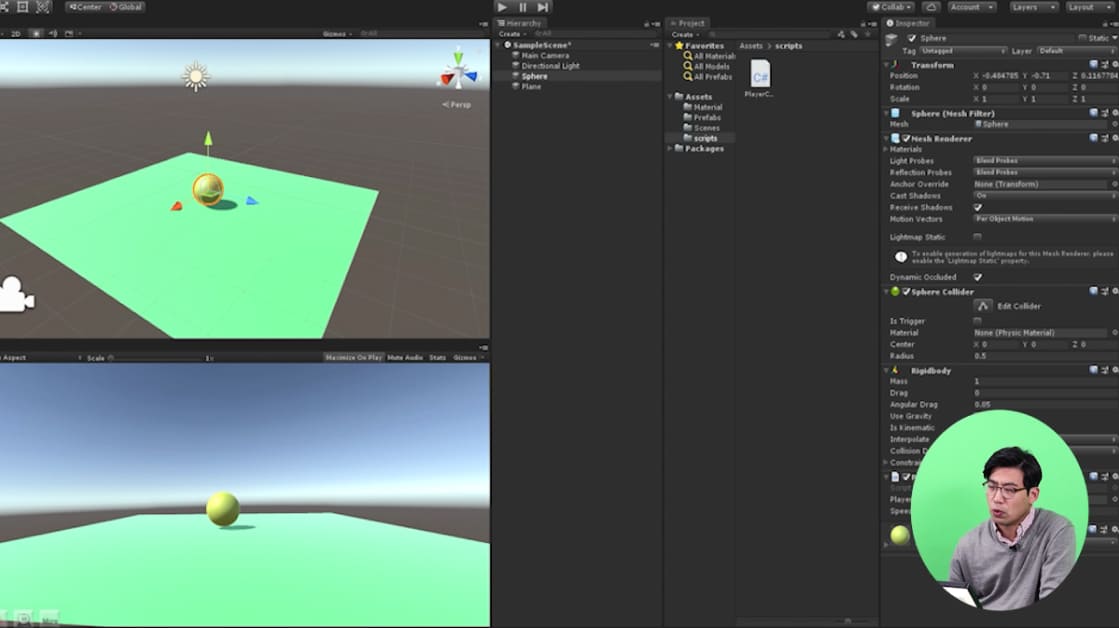 Center Global
Collab
Account
Layers
Layout
2D
Gizmos
All
Persp
Aspect
Scale
1x
Maximize On Play Mute Audio Stats Gizmos
Hierarchy
Create
All
SampleScene*
Main Camera
Directional Light
Sphere
Plane
Project
Create
Favorites
All Materials
All Models
All Prefabs
Assets
Material
Prefabs
Scenes
scripts
Packages
Assets scripts
C#
PlayerC...
Inspector
Sphere
Static
Tag Untagged Layer Default
Transform
Position X -0.484785 Y -0.71 Z 0.1167784
Rotation X 0 Y 0 Z 0
Scale X 1 Y 1 Z 1
Sphere (Mesh Filter)
Mesh Sphere
Mesh Renderer
Materials
Light Probes Blend Probes
Reflection Probes Blend Probes
Anchor Override None (Transform)
Cast Shadows On
Receive Shadows
Motion Vectors Per Object Motion
Lightmap Static
To enable generation of lightmaps for this Mesh Renderer, please
enable the 'Lightmap Static' property.
Dynamic Occluded
Sphere Collider
Edit Collider
Is Trigger
Material None (Physic Material)
Center X 0 Y 0 Z 0
Radius 0.5
Rigidbody
Mass 1
Drag 0
Angular Drag 0.05
Use Gravity
Is Kinematic
Interpolate
Collision D
Constrai
Playe
Spee